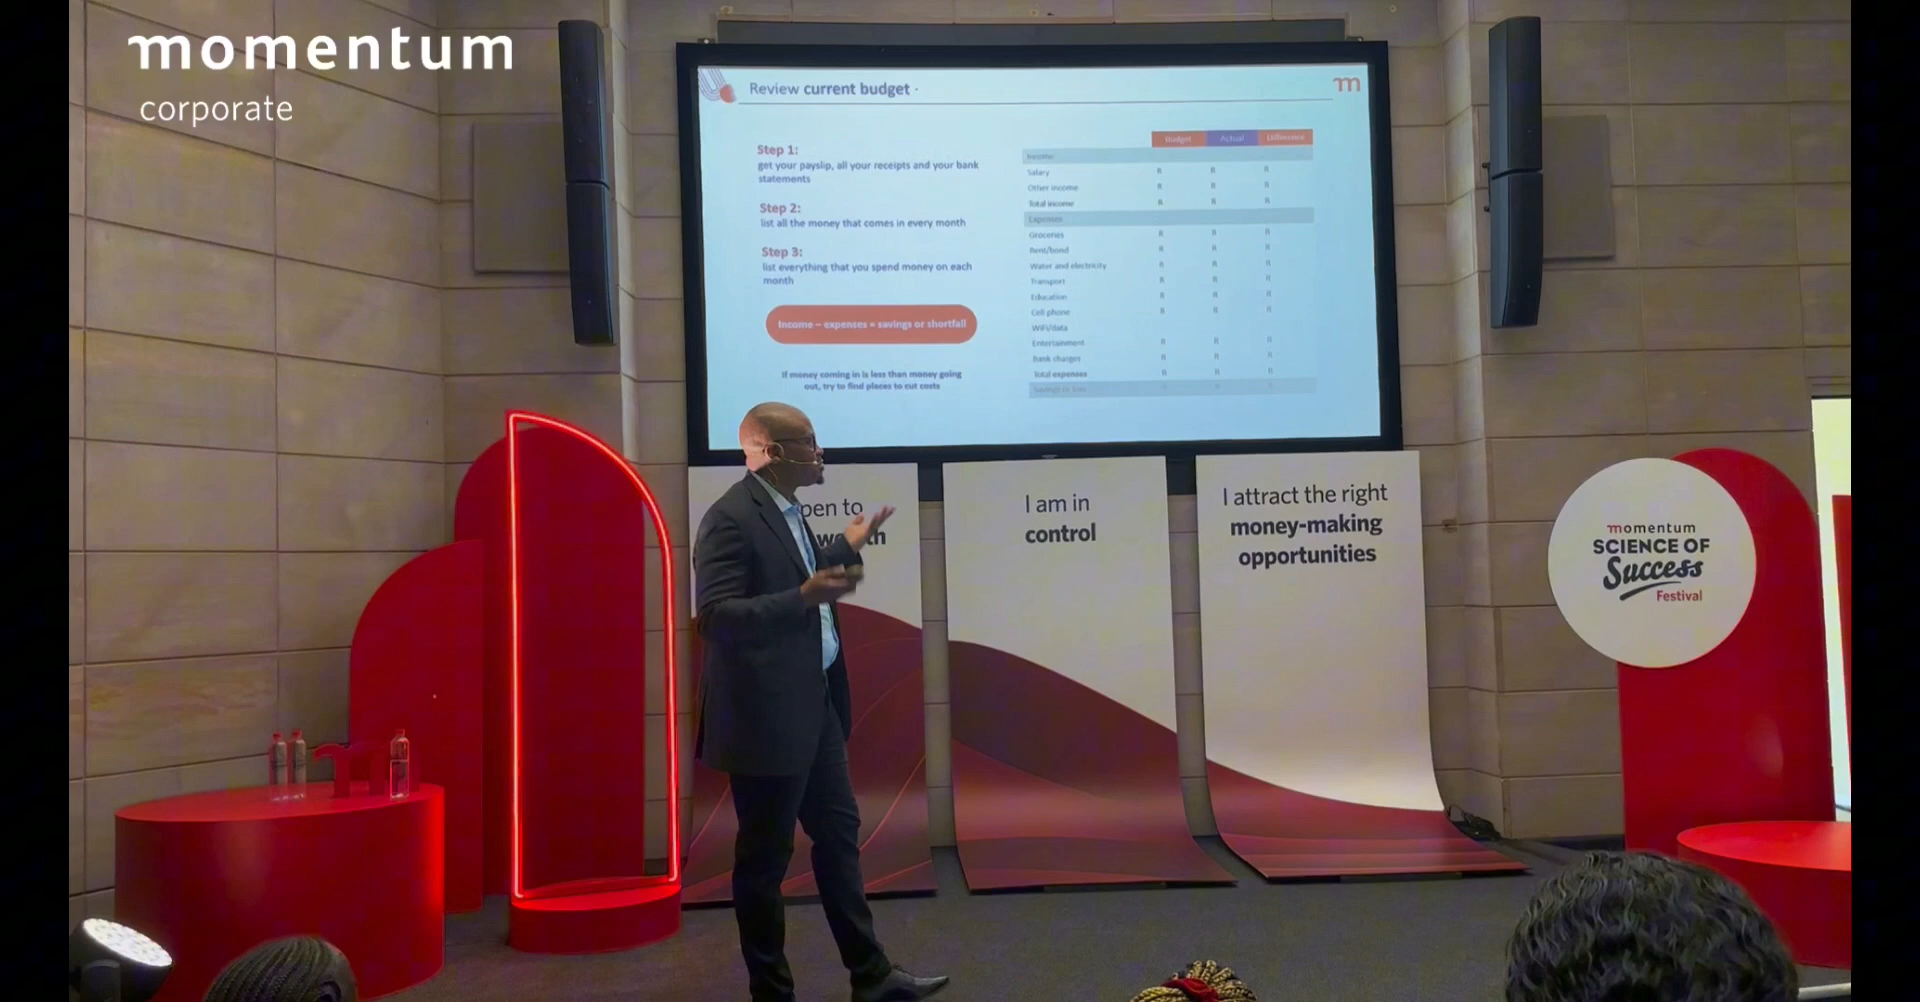 momentum
corporate
Review current budget
m
Step 1:
get your payslip, all your receipts and your bank
statements
Step 2:
list all the money that comes in every month
Step 3:
list everything that you spend money on each
month
Income – expenses = savings or shortfall
If money coming in is less than money going
out, try to find places to cut costs
Budget Actual Difference
Income
Salary R R R
Other income R R R
Total income R R R
Expenses
Groceries R R R
Rent/bond R R R
Water and electricity R R R
Transport R R R
Education R R R
Cell phone R R R
WiFi/data
Entertainment R R R
Bank charges R R R
Total expenses R R R
pen to
I am in
control
I attract the right
money-making
opportunities
momentum
SCIENCE OF
Success
Festival
m